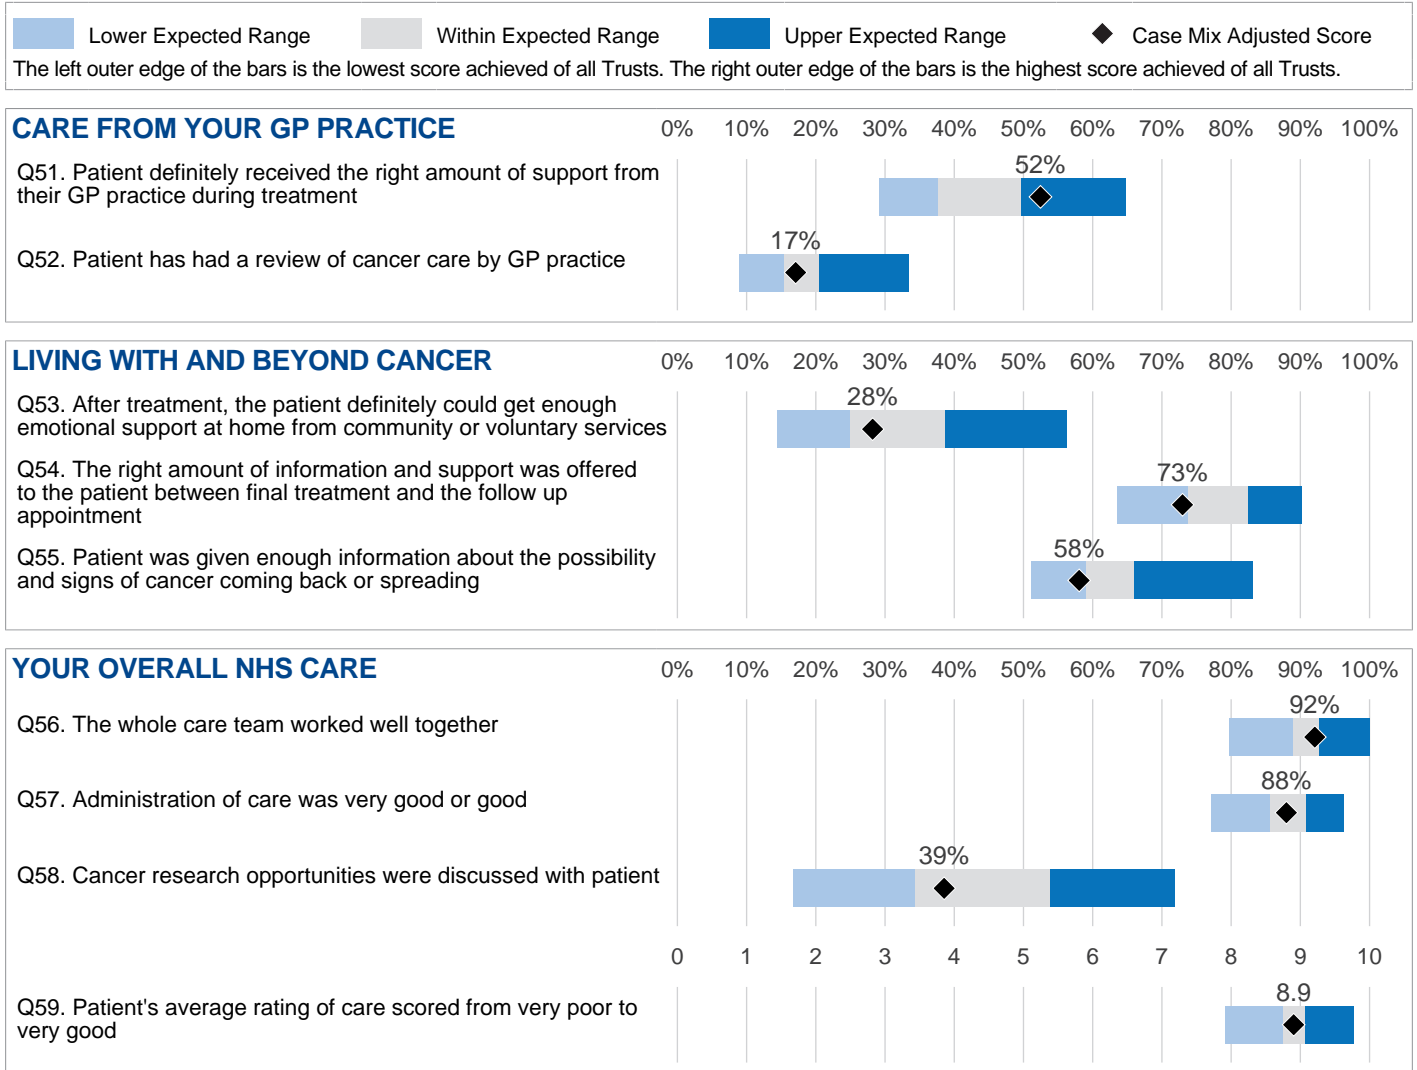 Lower Expected Range Within Expected Range Upper Expected Range Case Mix Adjusted Score
The left outer edge of the bars is the lowest score achieved of all Trusts. The right outer edge of the bars is the highest score achieved of all Trusts.
CARE FROM YOUR GP PRACTICE 0% 10% 20% 30% 40% 50% 60% 70% 80% 90% 100%
52%
Q51. Patient definitely received the right amount of support from
their GP practice during treatment
17%
Q52. Patient has had a review of cancer care by GP practice
LIVING WITH AND BEYOND CANCER 0% 10% 20% 30% 40% 50% 60% 70% 80% 90% 100%
28%
Q53. After treatment, the patient definitely could get enough
emotional support at home from community or voluntary services
73%
Q54. The right amount of information and support was offered
to the patient between final treatment and the follow up
appointment
58%
Q55. Patient was given enough information about the possibility
and signs of cancer coming back or spreading
YOUR OVERALL NHS CARE 0% 10% 20% 30% 40% 50% 60% 70% 80% 90% 100%
92%
Q56. The whole care team worked well together
88%
Q57. Administration of care was very good or good
39%
Q58. Cancer research opportunities were discussed with patient
0 1 2 3 4 5 6 7 8 9 10
8.9
Q59. Patient's average rating of care scored from very poor to
very good